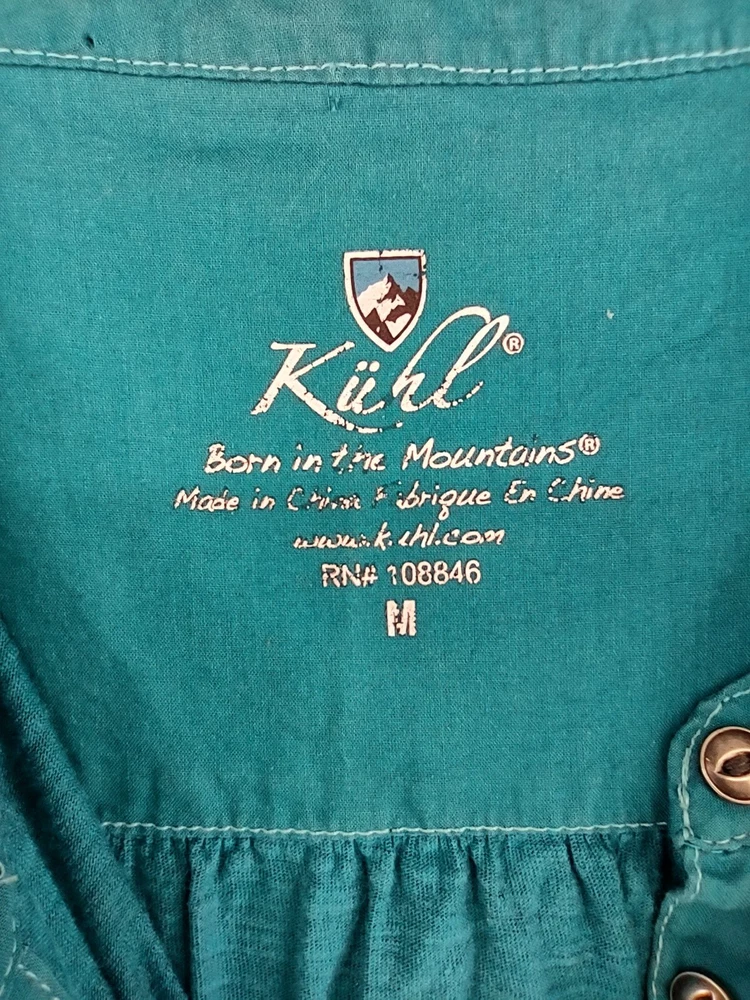 Kühl®
Born in the Mountains®
Made in China Fabrique En Chine
www.kuhl.com
RN# 108846
M